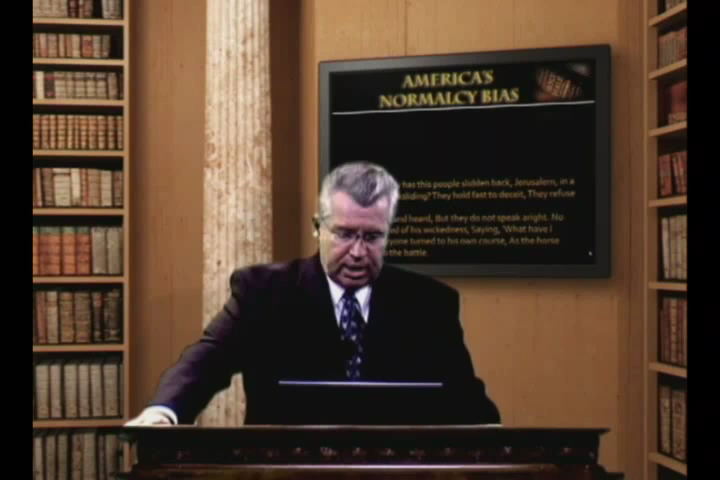 AMERICA'S
NORMALCY BIAS
has this people slidden back, Jerusalem, in a
They hold fast to deceit, They refuse
and heard, But they do not speak aright. No
of his wickedness, Saying, 'What have I
turned to his own course, As the horse
the battle.